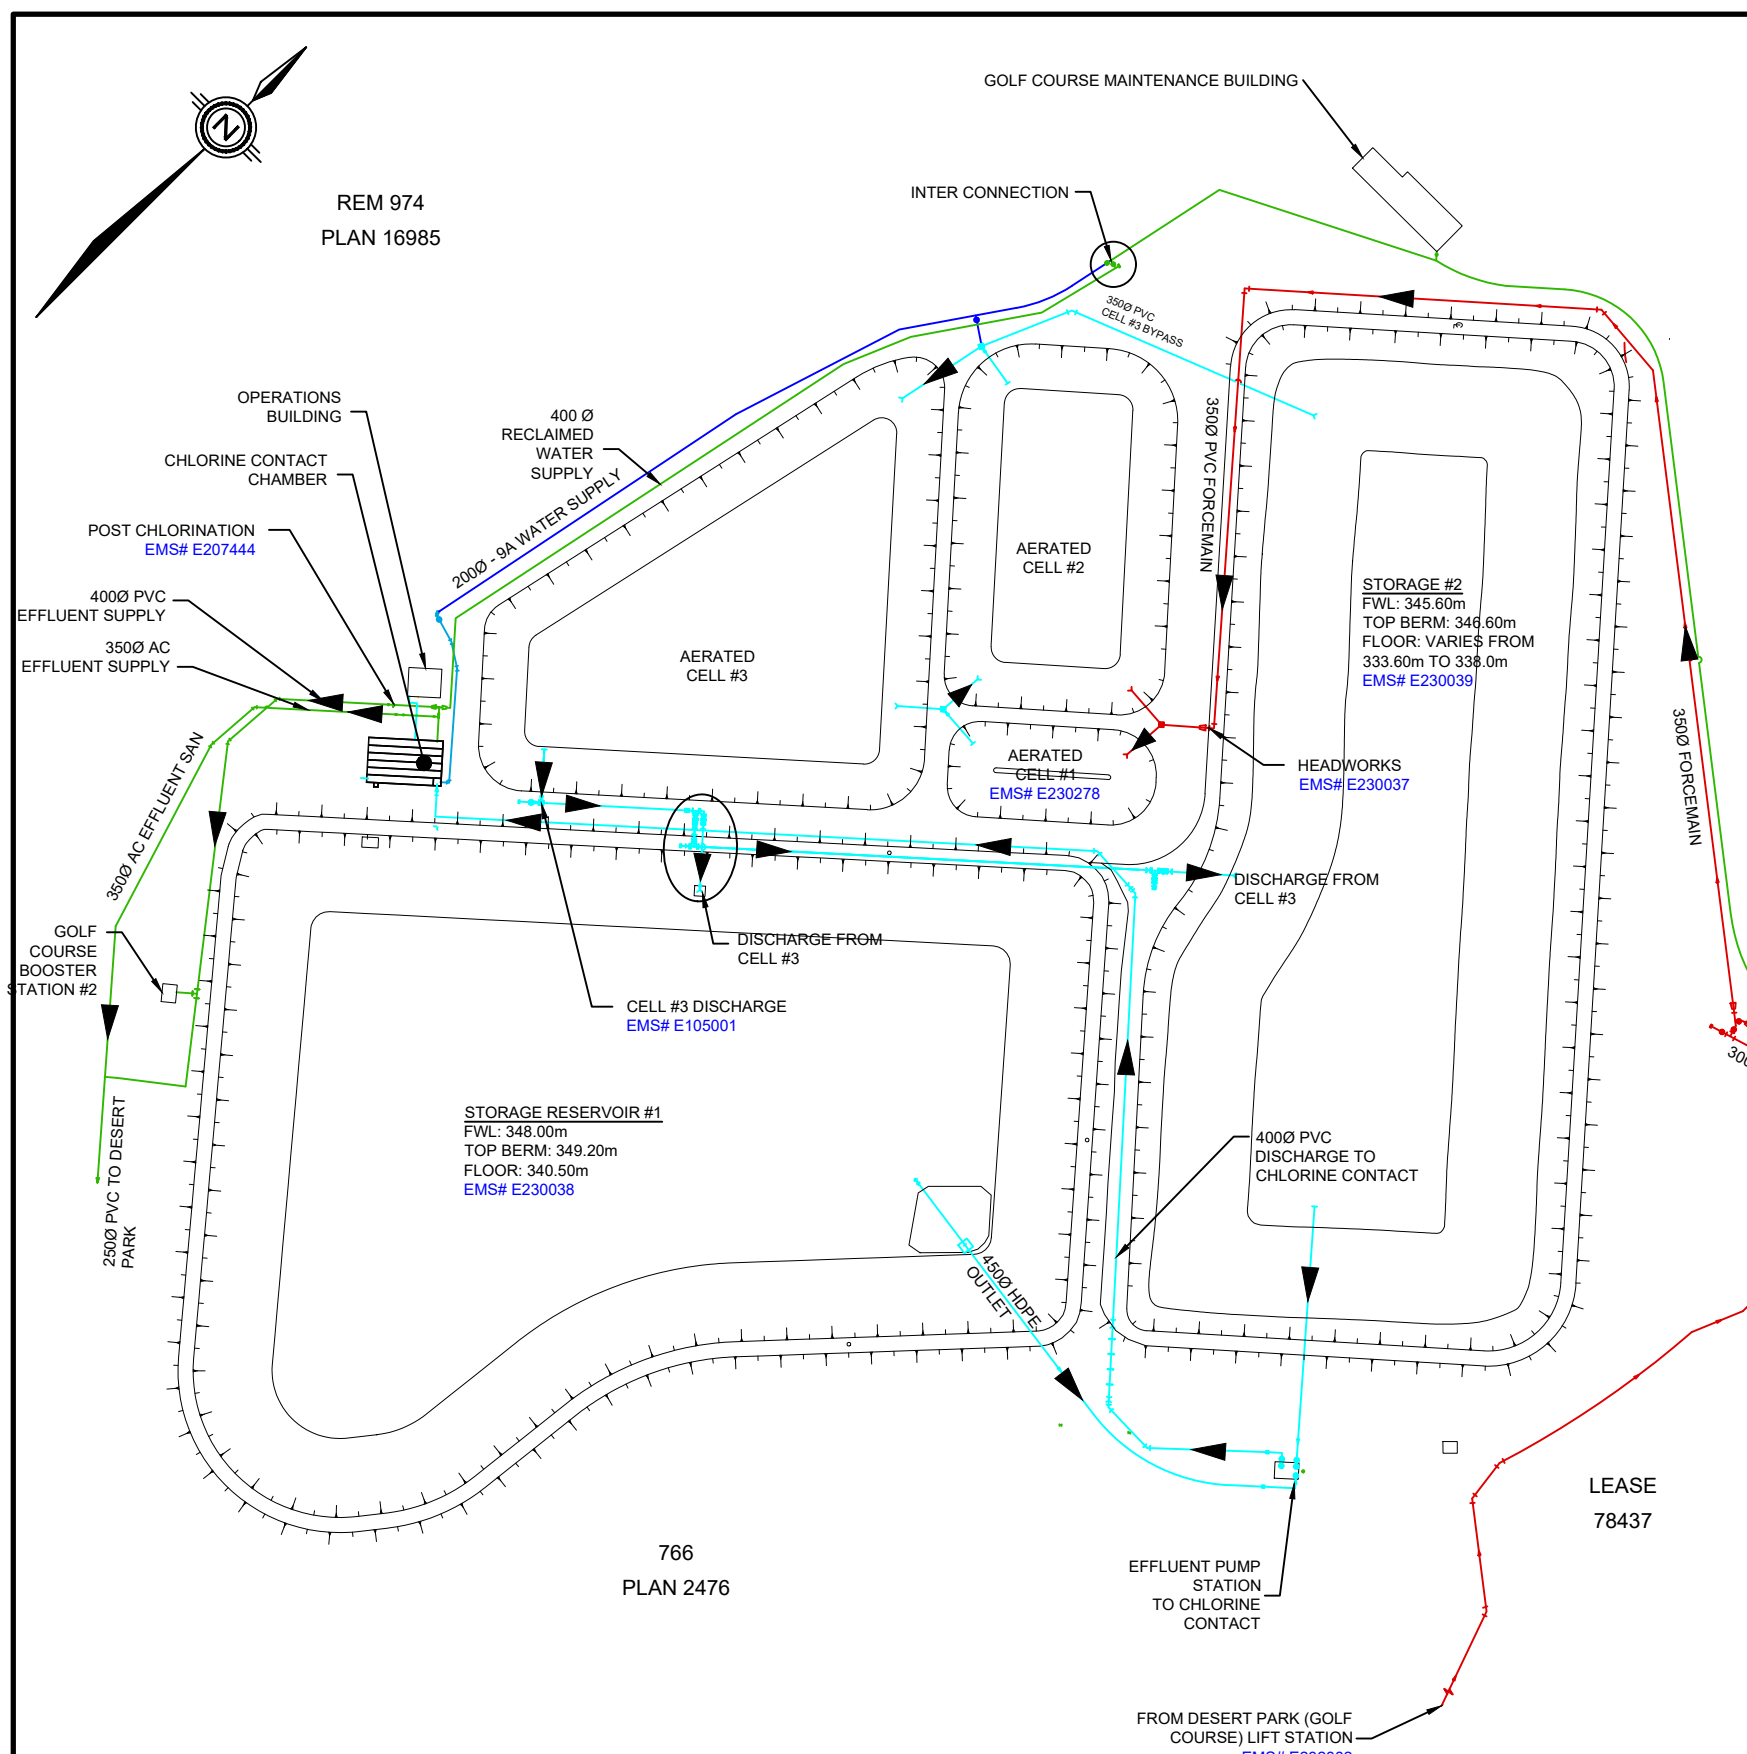 GOLF COURSE MAINTENANCE BUILDING
N
REM 974
PLAN 16985
INTER CONNECTION
350Ø PVC
CELL #3 BYPASS
OPERATIONS
BUILDING
400 Ø
RECLAIMED
WATER
SUPPLY
CHLORINE CONTACT
CHAMBER
POST CHLORINATION
EMS# E207444
200Ø - 9A WATER SUPPLY
350Ø PVC FORCEMAIN
400Ø PVC
EFFLUENT SUPPLY
350Ø AC
EFFLUENT SUPPLY
AERATED
CELL #2
STORAGE #2
FWL: 345.60m
TOP BERM: 346.60m
FLOOR: VARIES FROM
333.60m TO 338.0m
EMS# E230039
AERATED
CELL #3
350Ø FORCEMAIN
AERATED
CELL #1
EMS# E230278
HEADWORKS
EMS# E230037
350Ø AC EFFLUENT SAN
DISCHARGE FROM
CELL #3
GOLF
COURSE
BOOSTER
STATION #2
DISCHARGE FROM
CELL #3
CELL #3 DISCHARGE
EMS# E105001
STORAGE RESERVOIR #1
FWL: 348.00m
TOP BERM: 349.20m
FLOOR: 340.50m
EMS# E230038
250Ø PVC TO DESERT
PARK
400Ø PVC
DISCHARGE TO
CHLORINE CONTACT
450Ø HDPE
OUTLET
LEASE
78437
766
PLAN 2476
EFFLUENT PUMP
STATION
TO CHLORINE
CONTACT
FROM DESERT PARK (GOLF
COURSE) LIFT STATION
EMS#